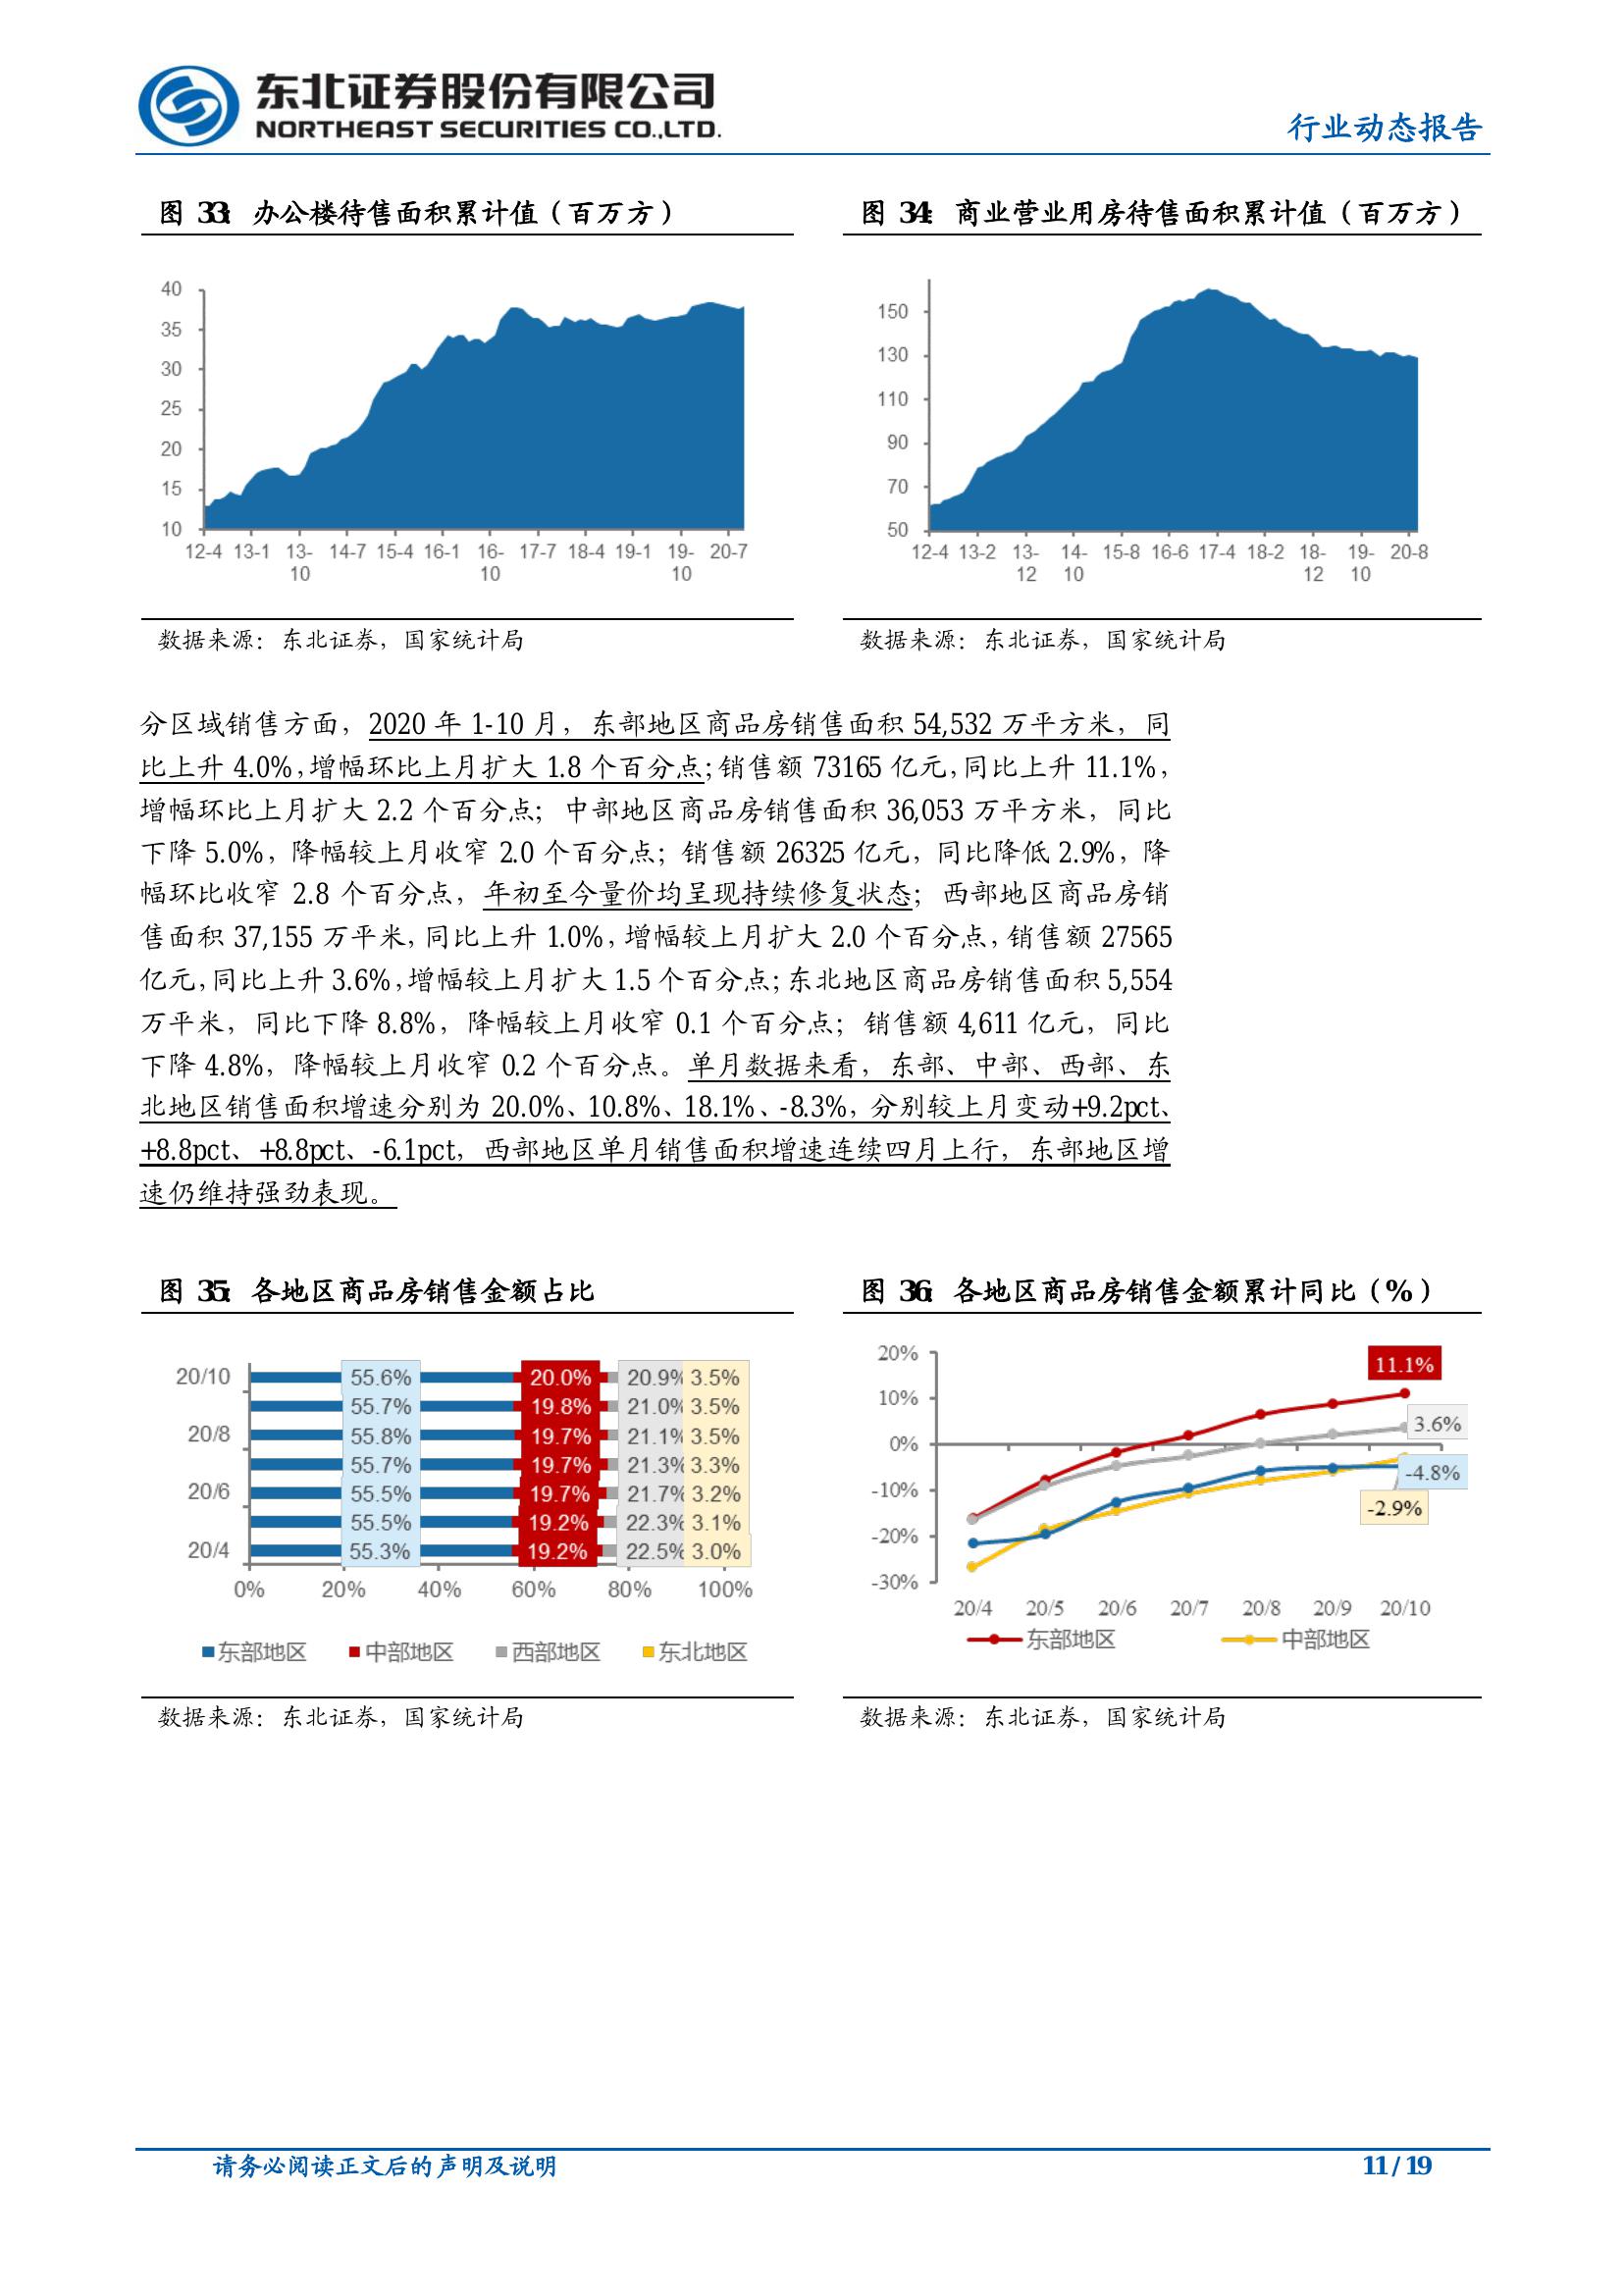 东北证券股份有限公司
NORTHEAST SECURITIES CO.,LTD.
行业动态报告
图 33：办公楼待售面积累计值（百万方）
40
35
30
25
20
15
10
12-4 13-1 13-10 14-7 15-4 16-1 16-10 17-7 18-4 19-1 19-10 20-7
数据来源：东北证券，国家统计局
图 34：商业营业用房待售面积累计值（百万方）
150
130
110
90
70
50
12-4 13-2 13-12 14-10 15-8 16-6 17-4 18-2 18-12 19-10 20-8
数据来源：东北证券，国家统计局
分区域销售方面，2020 年 1-10 月，东部地区商品房销售面积 54,532 万平方米，同
比上升 4.0%，增幅环比上月扩大 1.8 个百分点；销售额 73165 亿元，同比上升 11.1%，
增幅环比上月扩大 2.2 个百分点；中部地区商品房销售面积 36,053 万平方米，同比
下降 5.0%，降幅较上月收窄 2.0 个百分点；销售额 26325 亿元，同比降低 2.9%，降
幅环比收窄 2.8 个百分点，年初至今量价均呈现持续修复状态；西部地区商品房销
售面积 37,155 万平米，同比上升 1.0%，增幅较上月扩大 2.0 个百分点，销售额 27565
亿元，同比上升 3.6%，增幅较上月扩大 1.5 个百分点；东北地区商品房销售面积 5,554
万平米，同比下降 8.8%，降幅较上月收窄 0.1 个百分点；销售额 4,611 亿元，同比
下降 4.8%，降幅较上月收窄 0.2 个百分点。单月数据来看，东部、中部、西部、东
北地区销售面积增速分别为 20.0%、10.8%、18.1%、-8.3%，分别较上月变动+9.2pct、
+8.8pct、+8.8pct、-6.1pct，西部地区单月销售面积增速连续四月上行，东部地区增
速仍维持强劲表现。
图 35：各地区商品房销售金额占比
20/10 55.6% 20.0% 20.9% 3.5%
55.7% 19.8% 21.0% 3.5%
20/8 55.8% 19.7% 21.1% 3.5%
55.7% 19.7% 21.3% 3.3%
20/6 55.5% 19.7% 21.7% 3.2%
55.5% 19.2% 22.3% 3.1%
20/4 55.3% 19.2% 22.5% 3.0%
0% 20% 40% 60% 80% 100%
东部地区 中部地区 西部地区 东北地区
数据来源：东北证券，国家统计局
图 36：各地区商品房销售金额累计同比（%）
20%
10%
0%
-10%
-20%
-30%
11.1%
3.6%
-4.8%
-2.9%
20/4 20/5 20/6 20/7 20/8 20/9 20/10
东部地区 中部地区
数据来源：东北证券，国家统计局
请务必阅读正文后的声明及说明
11 / 19